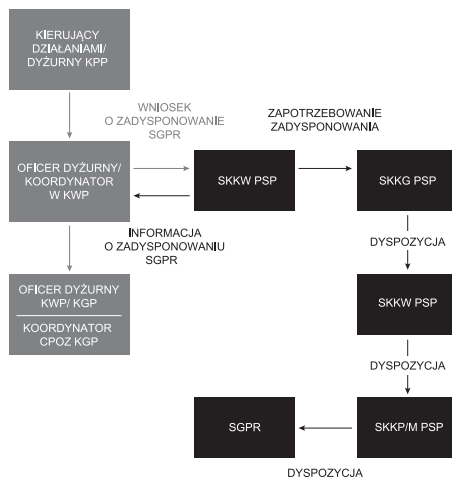 KIERUJĄCY
DZIAŁANIAMI/
DYŻURNY KPP
WNIOSEK
O ZADYSPONOWANIE
SGPR
ZAPOTRZEBOWANIE
ZADYSPONOWANIA
OFICER DYŻURNY/
KOORDYNATOR
W KWP
SKKW PSP
SKKG PSP
INFORMACJA
O ZADYSPONOWANIU
SGPR
DYSPOZYCJA
OFICER DYŻURNY
KWP/ KGP
KOORDYNATOR
CPOZ KGP
SKKW PSP
DYSPOZYCJA
SGPR
SKKP/M PSP
DYSPOZYCJA